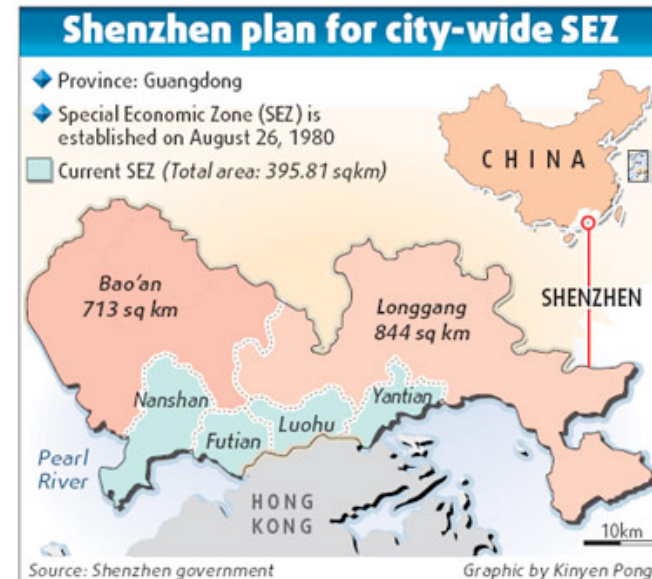 Shenzhen plan for city-wide SEZ
Province: Guangdong
Special Economic Zone (SEZ) is
established on August 26, 1980
Current SEZ (Total area: 395.81 sqkm)
CHINA
SHENZHEN
Bao'an
713 sq km
Longgang
844 sq km
Nanshan
Futian
Luohu
Yantian
Pearl
River
HONG
KONG
10km
Source: Shenzhen government
Graphic by Kinyen Pong